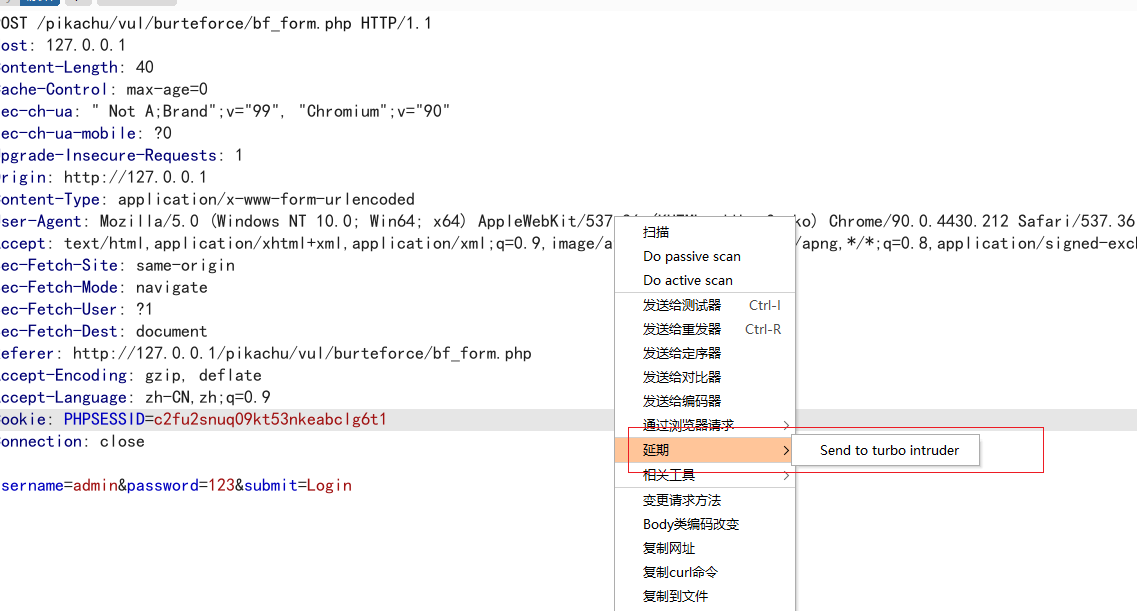 POST /pikachu/vul/burteforce/bf_form.php HTTP/1.1
ost: 127.0.0.1
ontent-Length: 40
ache-Control: max-age=0
ec-ch-ua: " Not A;Brand";v="99", "Chromium";v="90"
ec-ch-ua-mobile: ?0
pgrade-Insecure-Requests: 1
rigin: http://127.0.0.1
ontent-Type: application/x-www-form-urlencoded
ser-Agent: Mozilla/5.0 (Windows NT 10.0; Win64; x64) AppleWebKit/537 Chrome/90.0.4430.212 Safari/537.36
ccept: text/html,application/xhtml+xml,application/xml;q=0.9,image/a /apng,*/*;q=0.8,application/signed-exc
ec-Fetch-Site: same-origin
ec-Fetch-Mode: navigate
ec-Fetch-User: ?1
ec-Fetch-Dest: document
eferer: http://127.0.0.1/pikachu/vul/burteforce/bf_form.php
ccept-Encoding: gzip, deflate
ccept-Language: zh-CN,zh;q=0.9
ookie: PHPSESSID=c2fu2snuq09kt53nkeabclg6t1
onnection: close
sername=admin&password=123&submit=Login
扫描
Do passive scan
Do active scan
发送给测试器 Ctrl-I
发送给重发器 Ctrl-R
发送给定序器
发送给对比器
发送给编码器
通过浏览器请求 >
延期 >
Send to turbo intruder
相关工具 >
变更请求方法
Body类编码改变
复制网址
复制curl命令
复制到文件